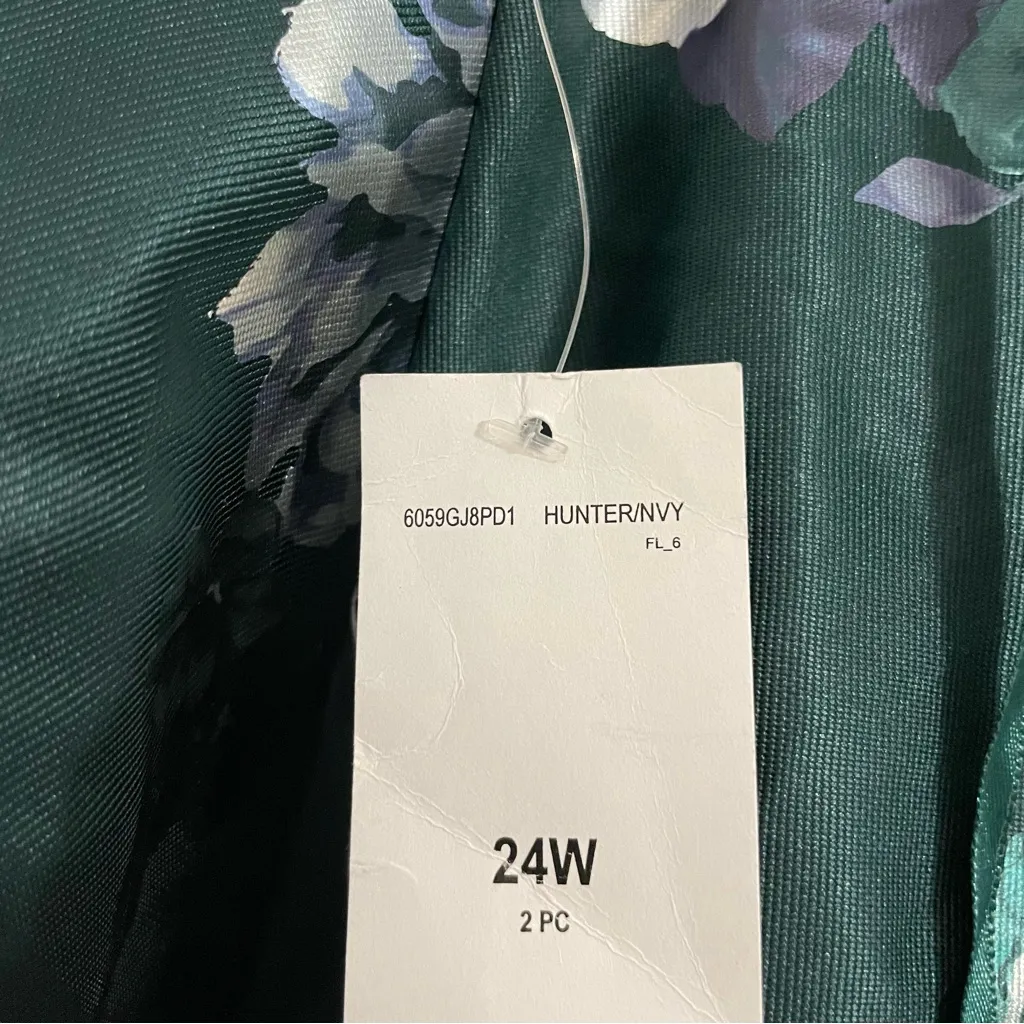 6059GJ8PD1 HUNTER/NVY
FL_6
24W
2 PC